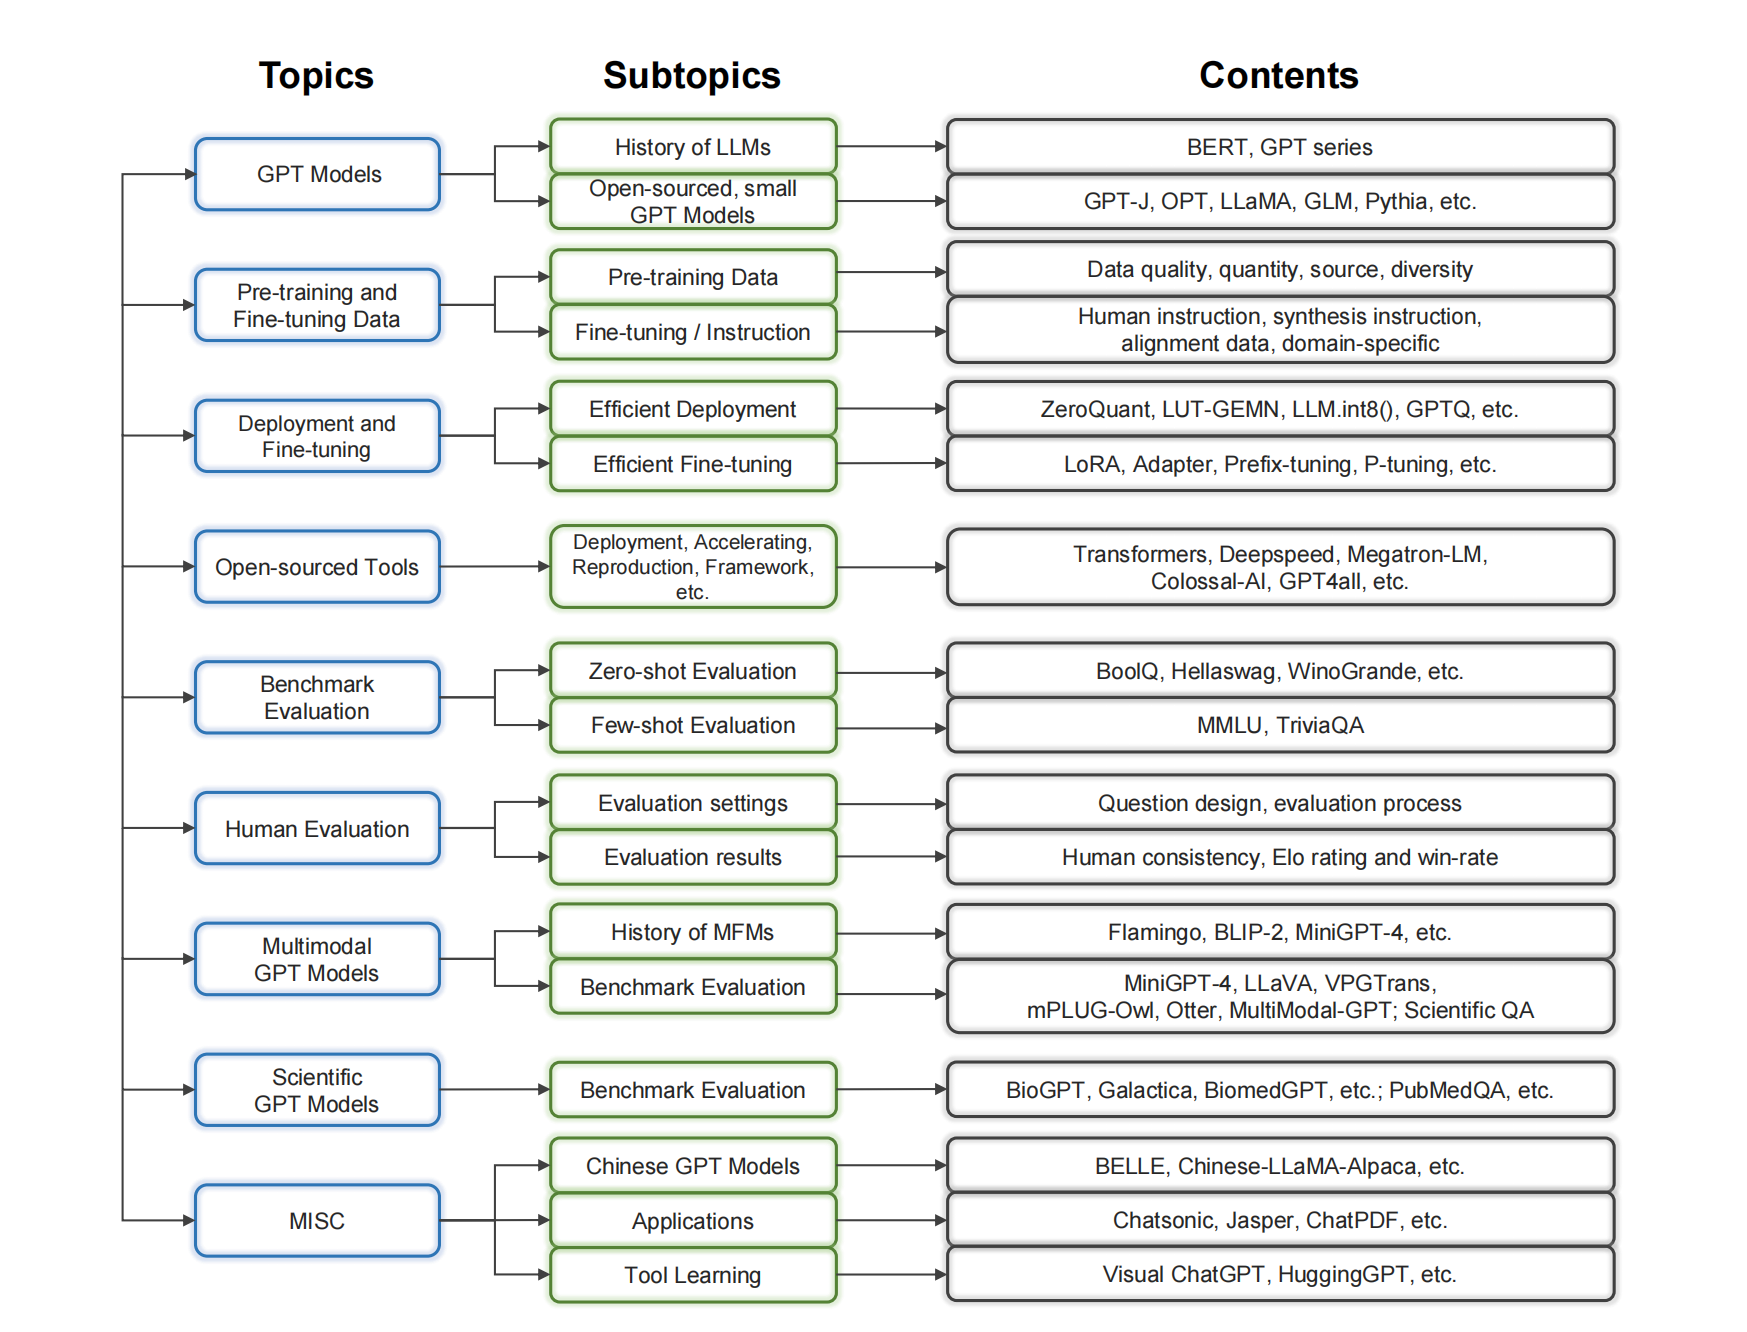 Topics
Subtopics
Contents
GPT Models
History of LLMs
BERT, GPT series
Open-sourced, small
GPT Models
GPT-J, OPT, LLaMA, GLM, Pythia, etc.
Pre-training and
Fine-tuning Data
Pre-training Data
Data quality, quantity, source, diversity
Fine-tuning / Instruction
Human instruction, synthesis instruction,
alignment data, domain-specific
Deployment and
Fine-tuning
Efficient Deployment
ZeroQuant, LUT-GEMN, LLM.int8(), GPTQ, etc.
Efficient Fine-tuning
LoRA, Adapter, Prefix-tuning, P-tuning, etc.
Open-sourced Tools
Deployment, Accelerating,
Reproduction, Framework,
etc.
Transformers, Deepspeed, Megatron-LM,
Colossal-AI, GPT4all, etc.
Benchmark
Evaluation
Zero-shot Evaluation
BoolQ, Hellaswag, WinoGrande, etc.
Few-shot Evaluation
MMLU, TriviaQA
Human Evaluation
Evaluation settings
Question design, evaluation process
Evaluation results
Human consistency, Elo rating and win-rate
Multimodal
GPT Models
History of MFMs
Flamingo, BLIP-2, MiniGPT-4, etc.
Benchmark Evaluation
MiniGPT-4, LLaVA, VPGTrans,
mPLUG-Owl, Otter, MultiModal-GPT; Scientific QA
Scientific
GPT Models
Benchmark Evaluation
BioGPT, Galactica, BiomedGPT, etc.; PubMedQA, etc.
MISC
Chinese GPT Models
BELLE, Chinese-LLaMA-Alpaca, etc.
Applications
Chatsonic, Jasper, ChatPDF, etc.
Tool Learning
Visual ChatGPT, HuggingGPT, etc.